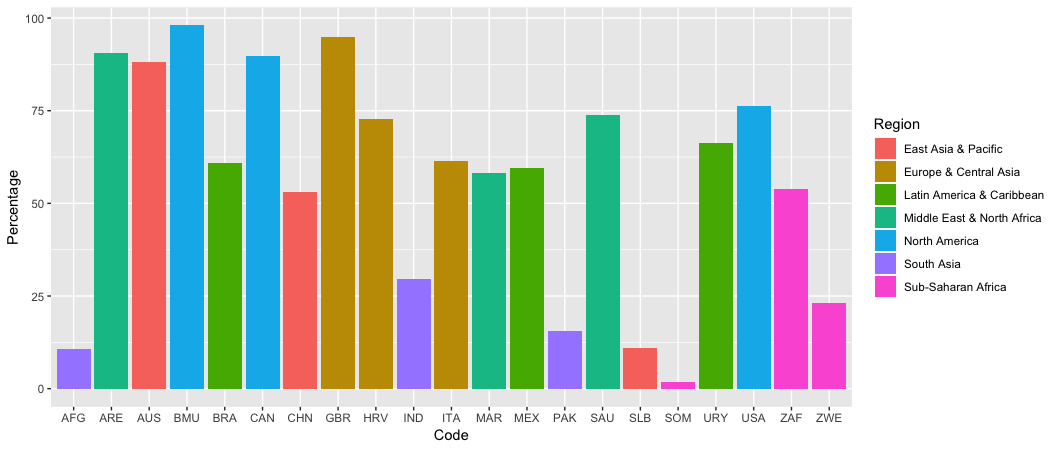 100
75
50
25
0
Percentage
AFG ARE AUS BMU BRA CAN CHN GBR HRV IND ITA MAR MEX PAK SAU SLB SOM URY USA ZAF ZWE
Code
Region
East Asia & Pacific
Europe & Central Asia
Latin America & Caribbean
Middle East & North Africa
North America
South Asia
Sub-Saharan Africa